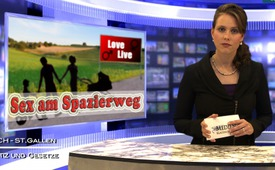 Love
Live
Sex am Spazierweg
CH - ST.GALLEN
TZ UND GESETZE